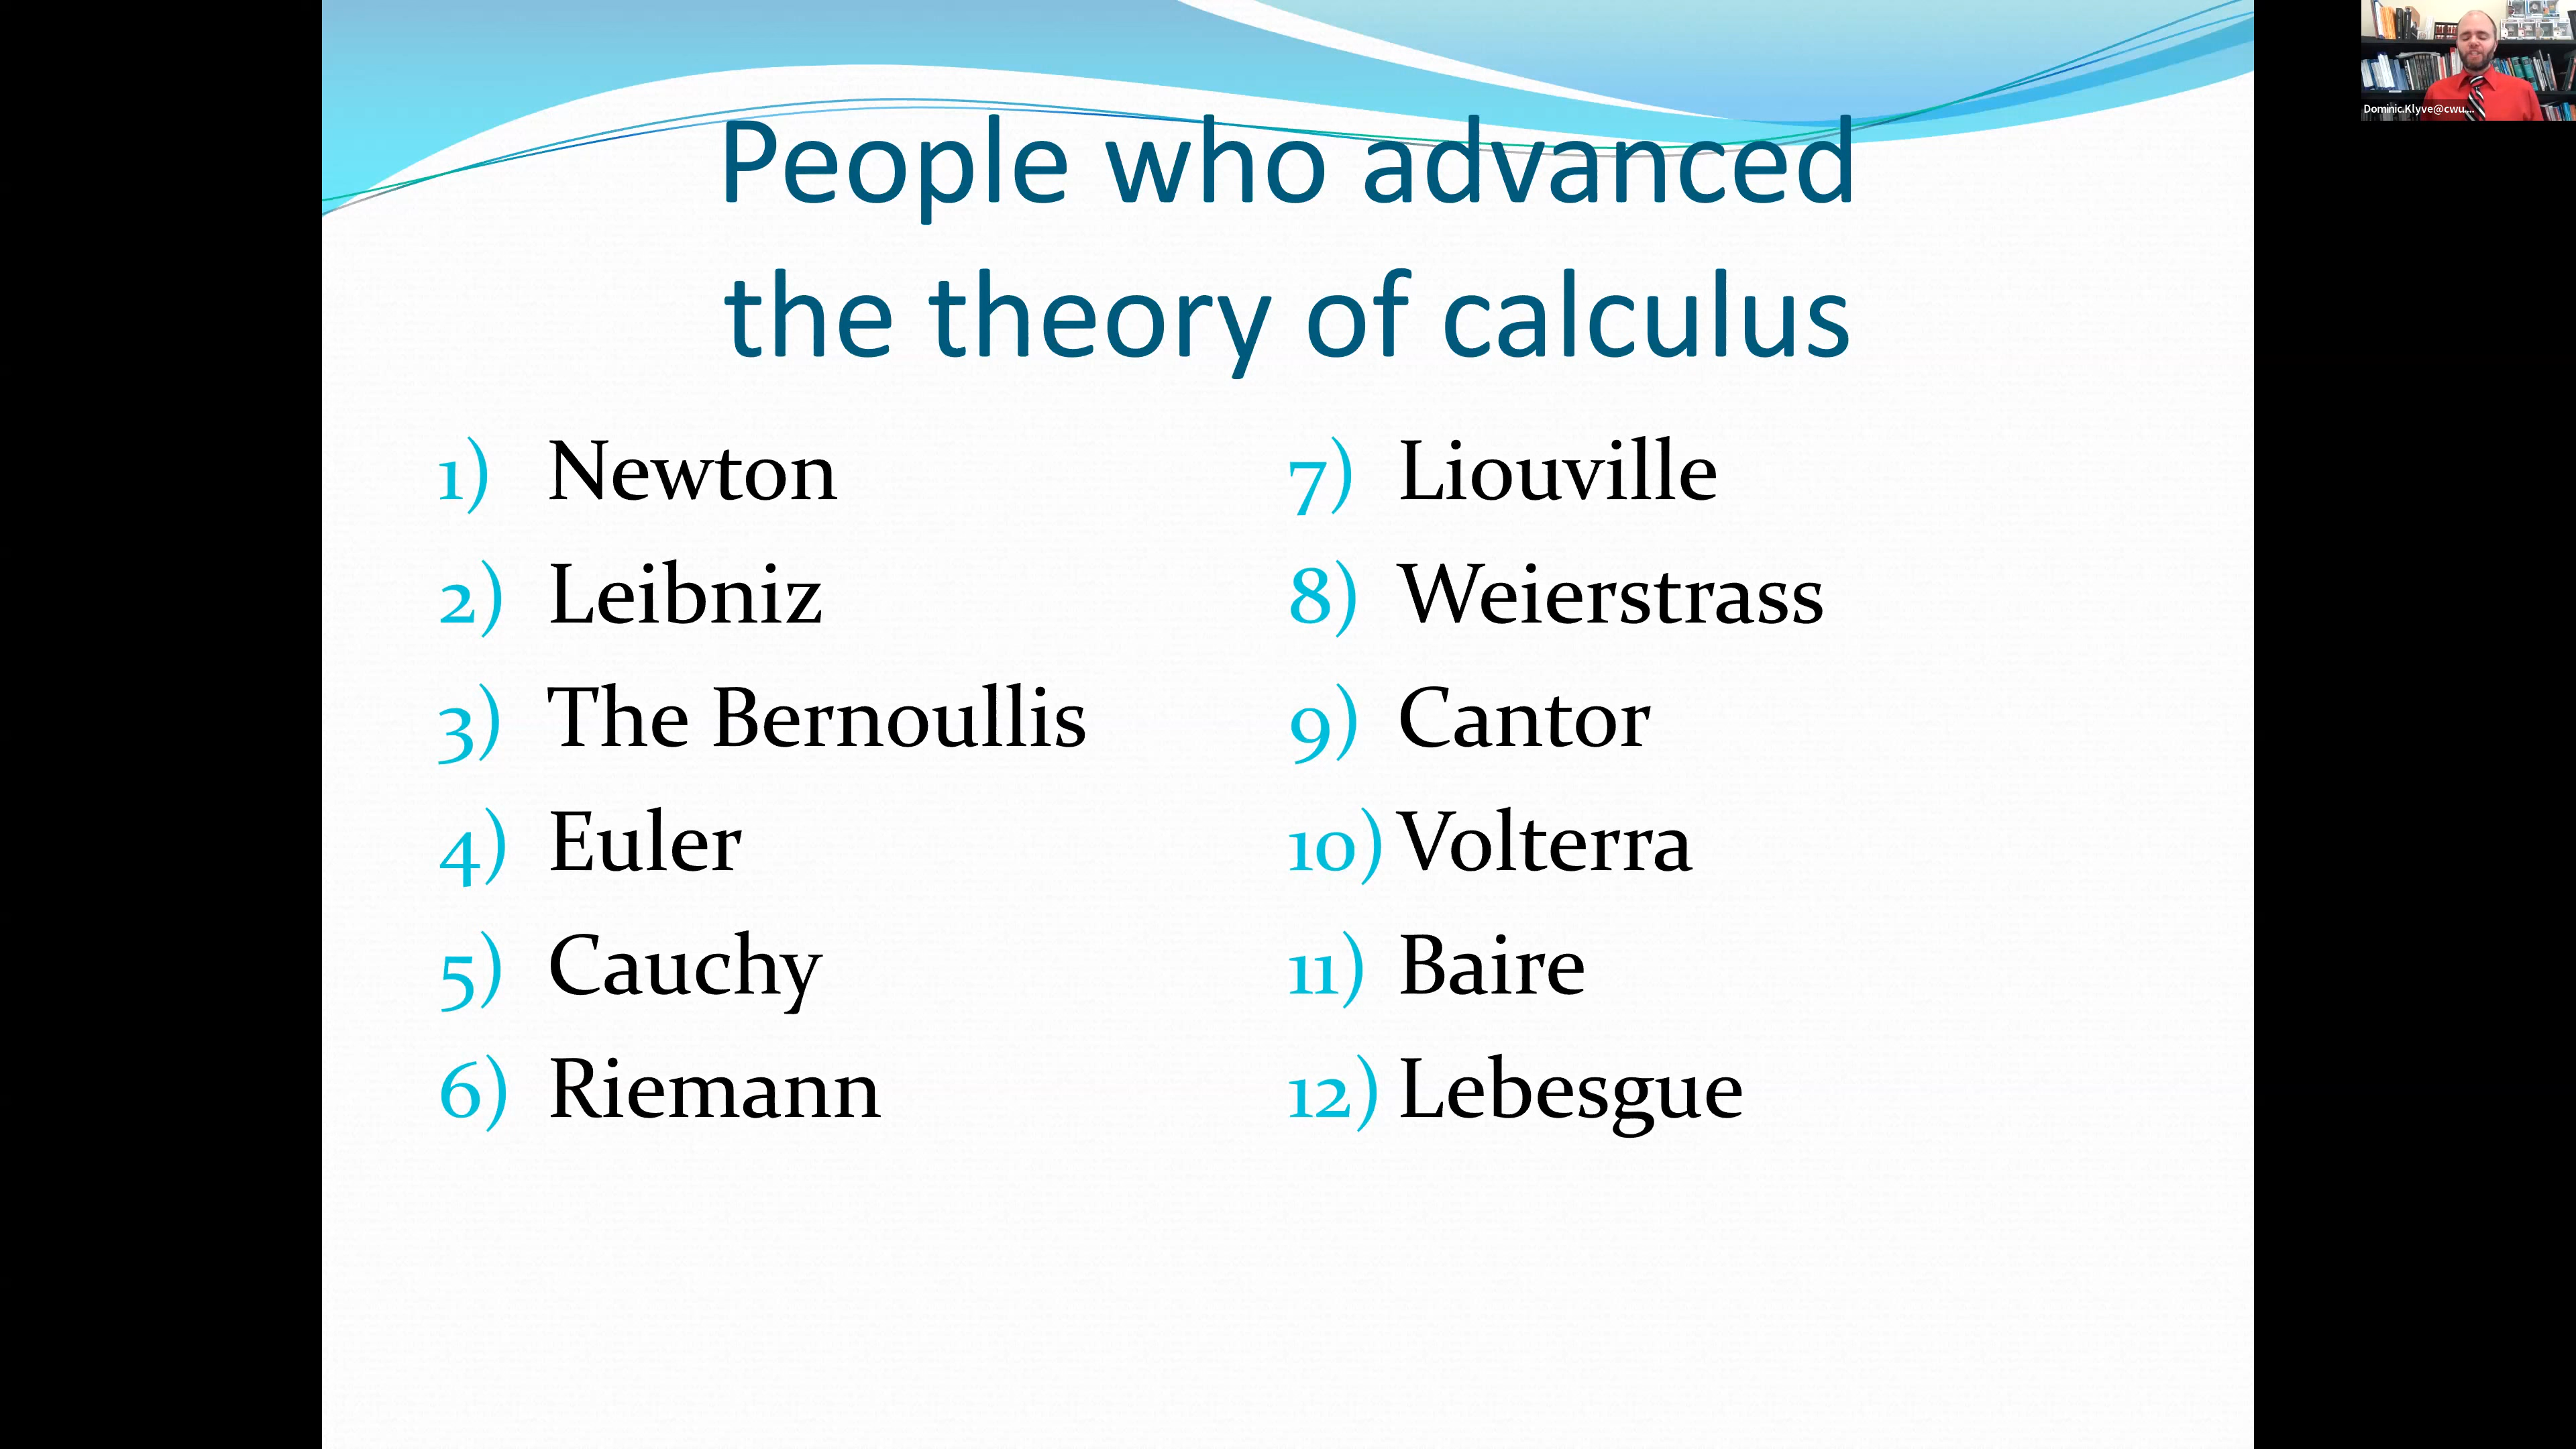 People who advanced
the theory of calculus
1) Newton
2) Leibniz
3) The Bernoullis
4) Euler
5) Cauchy
6) Riemann
7) Liouville
8) Weierstrass
9) Cantor
10) Volterra
11) Baire
12) Lebesgue
Dominic.Klyve@cwu....